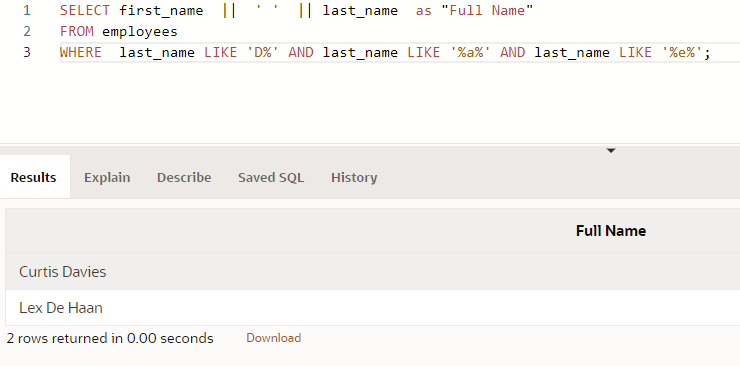 1 SELECT first_name || ' ' || last_name as "Full Name"
2 FROM employees
3 WHERE last_name LIKE 'D%' AND last_name LIKE '%a%' AND last_name LIKE '%e%';
Results Explain Describe Saved SQL History
Full Name
Curtis Davies
Lex De Haan
2 rows returned in 0.00 seconds Download